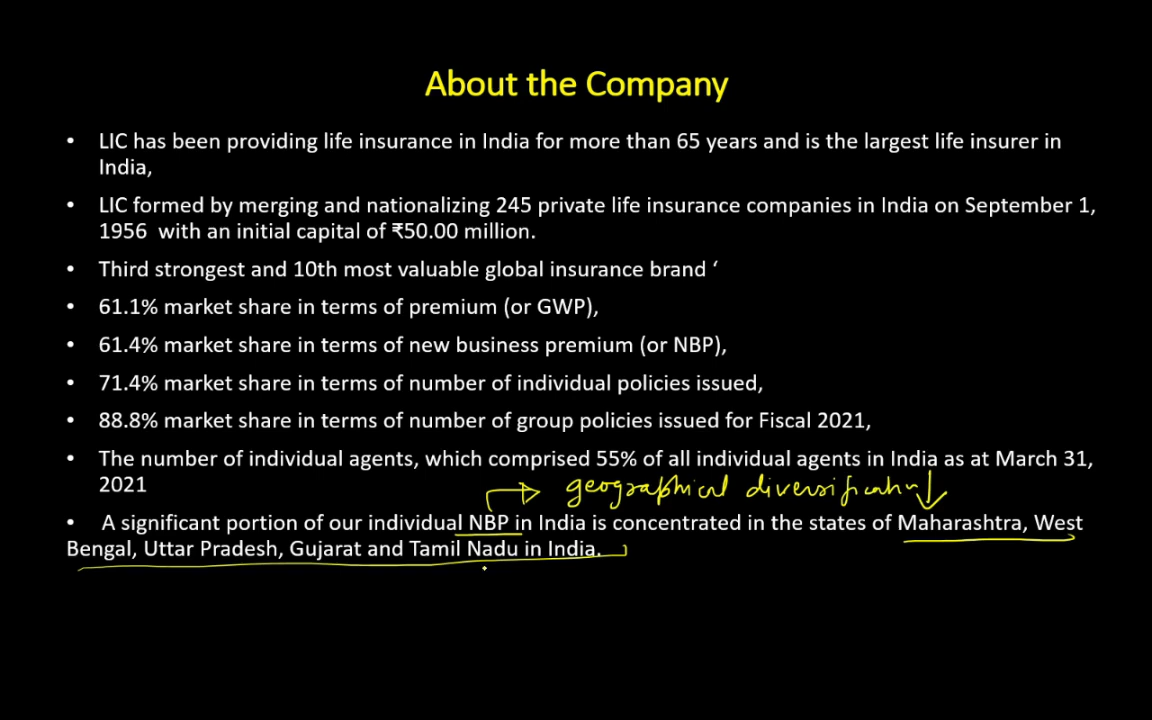 About the Company
• LIC has been providing life insurance in India for more than 65 years and is the largest life insurer in
India,
• LIC formed by merging and nationalizing 245 private life insurance companies in India on September 1,
1956 with an initial capital of ₹50.00 million.
• Third strongest and 10th most valuable global insurance brand ‘
• 61.1% market share in terms of premium (or GWP),
• 61.4% market share in terms of new business premium (or NBP),
• 71.4% market share in terms of number of individual policies issued,
• 88.8% market share in terms of number of group policies issued for Fiscal 2021,
• The number of individual agents, which comprised 55% of all individual agents in India as at March 31,
2021
→ geographical diversification ↓
• A significant portion of our individual NBP in India is concentrated in the states of Maharashtra, West
Bengal, Uttar Pradesh, Gujarat and Tamil Nadu in India.